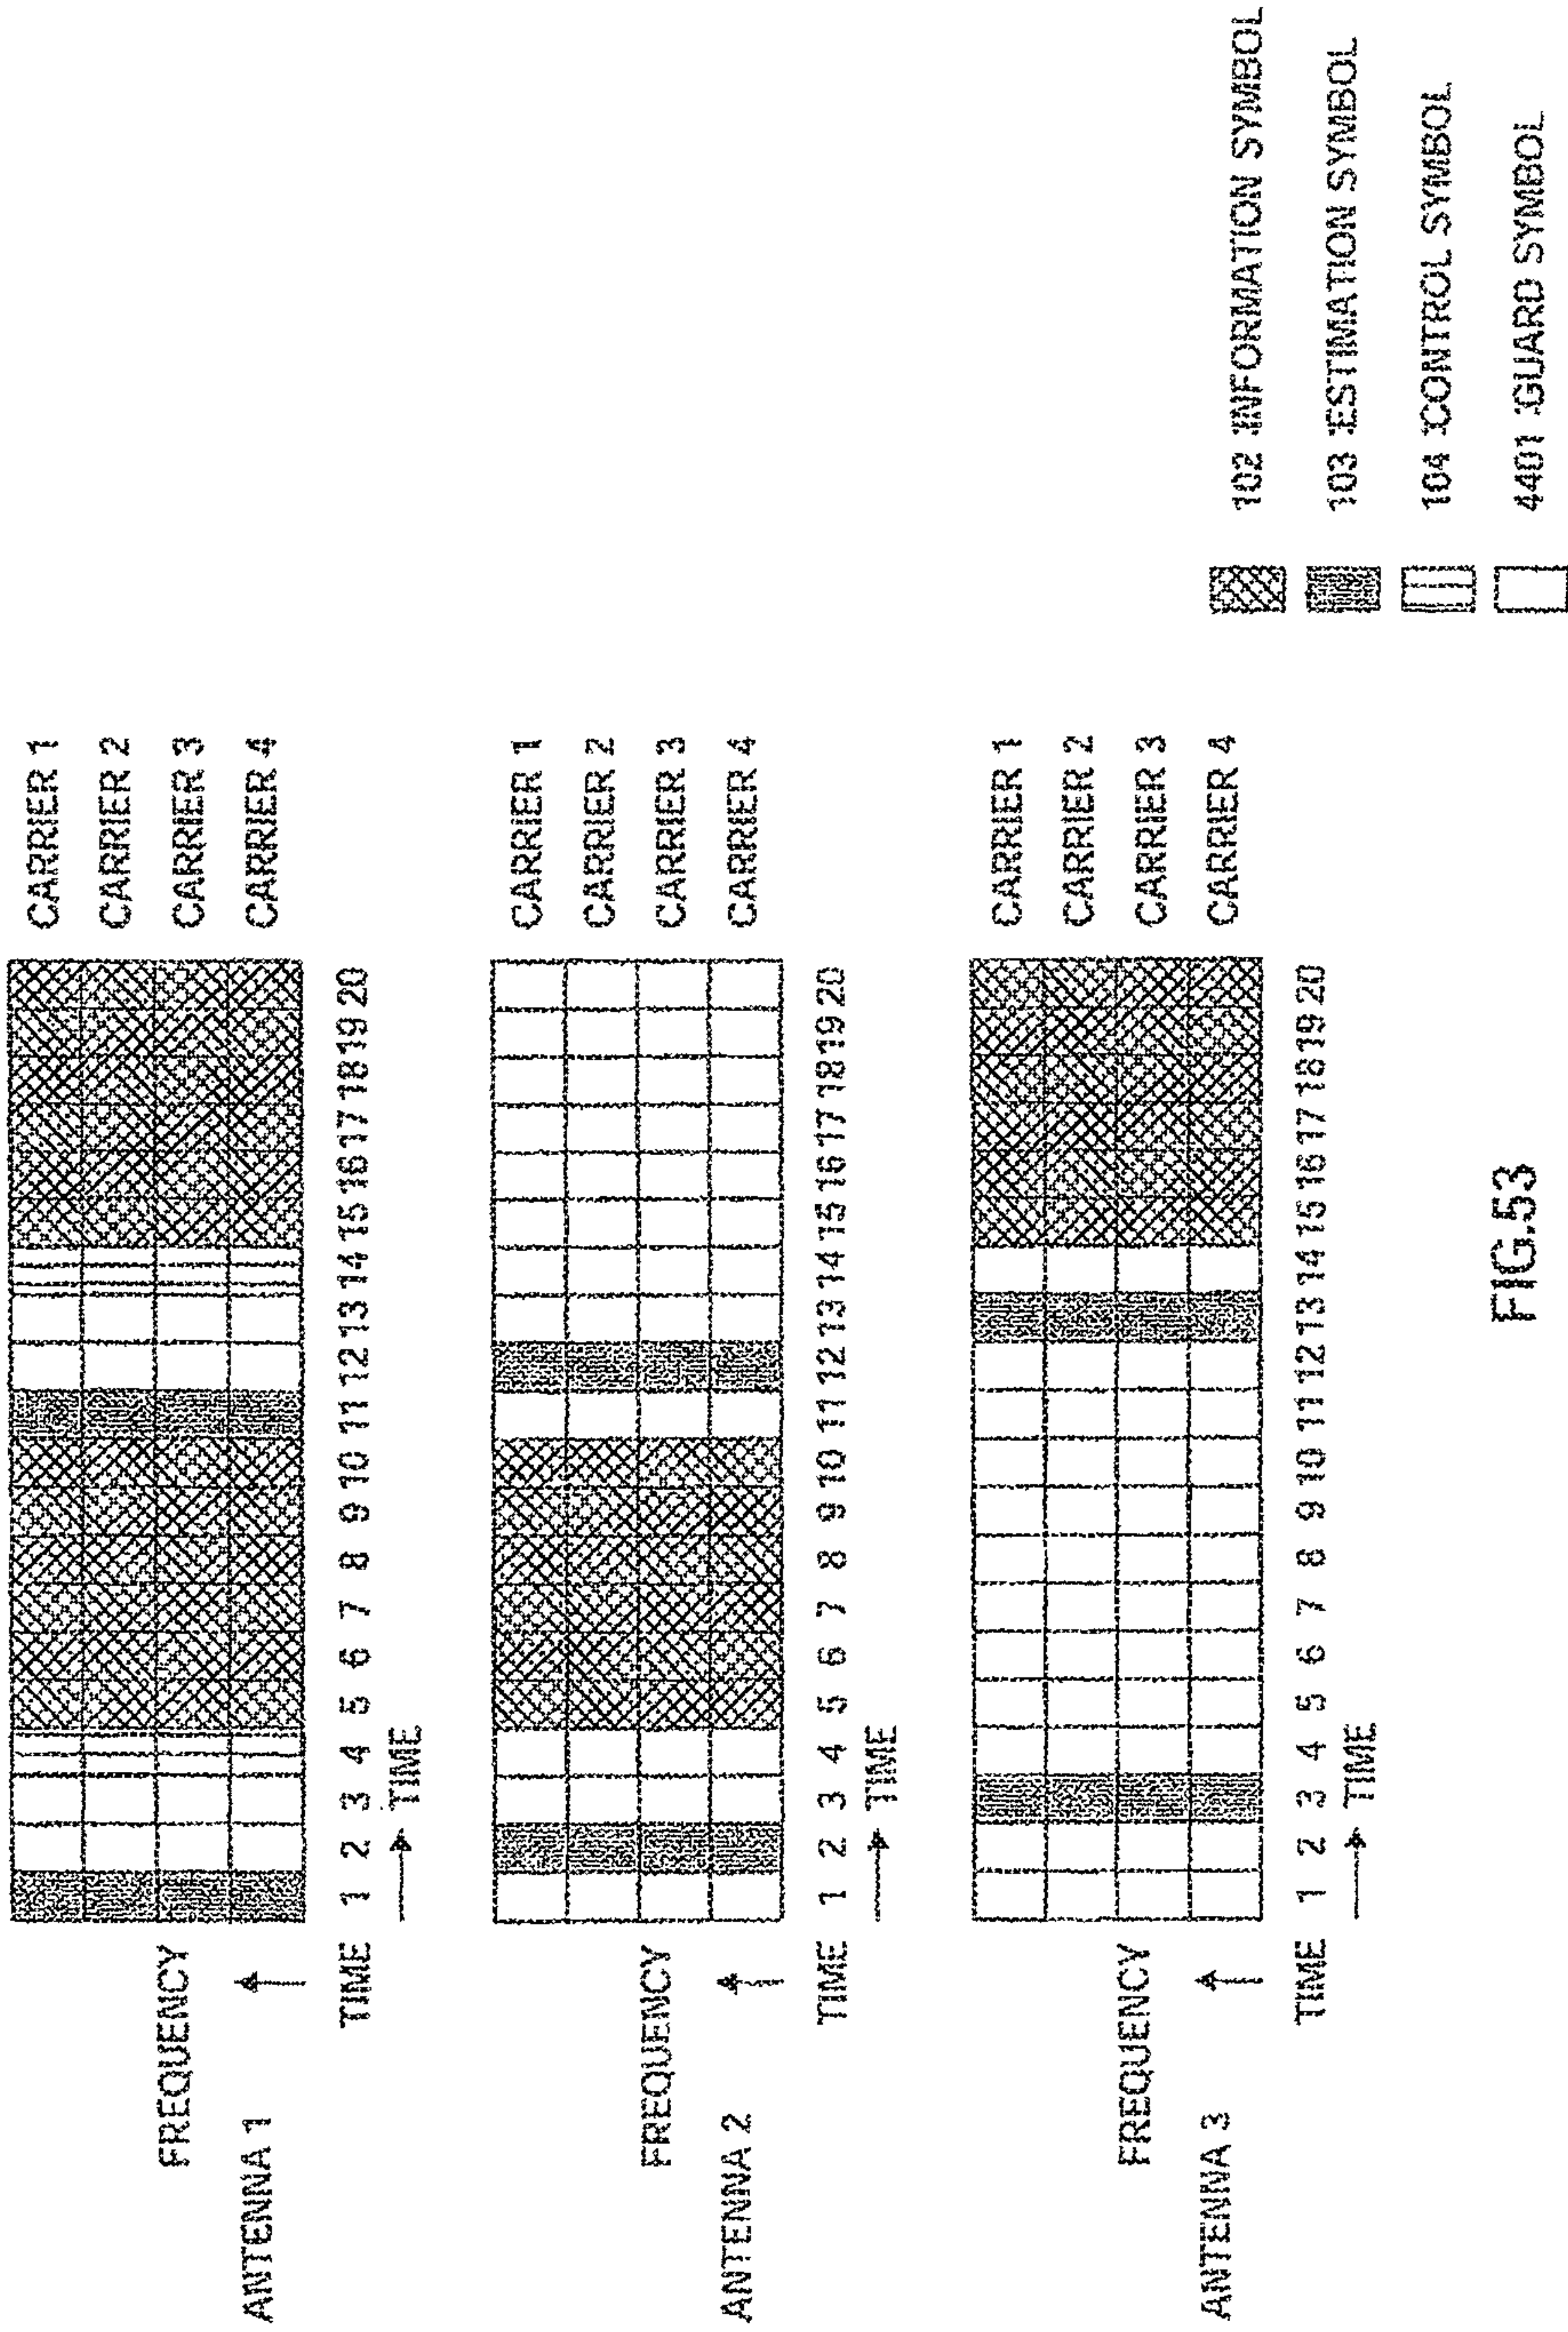 CARRIER 1
CARRIER 2
CARRIER 3
CARRIER 4
FREQUENCY
ANTENNA 1
TIME 1 2 3 4 5 6 7 8 9 10 11 12 13 14 15 16 17 18 19 20
TIME
CARRIER 1
CARRIER 2
CARRIER 3
CARRIER 4
FREQUENCY
ANTENNA 2
TIME 1 2 3 4 5 6 7 8 9 10 11 12 13 14 15 16 17 18 19 20
TIME
CARRIER 1
CARRIER 2
CARRIER 3
CARRIER 4
FREQUENCY
ANTENNA 3
TIME 1 2 3 4 5 6 7 8 9 10 11 12 13 14 15 16 17 18 19 20
TIME
102 :INFORMATION SYMBOL
103 :ESTIMATION SYMBOL
104 :CONTROL SYMBOL
4401 :GUARD SYMBOL
FIG.53